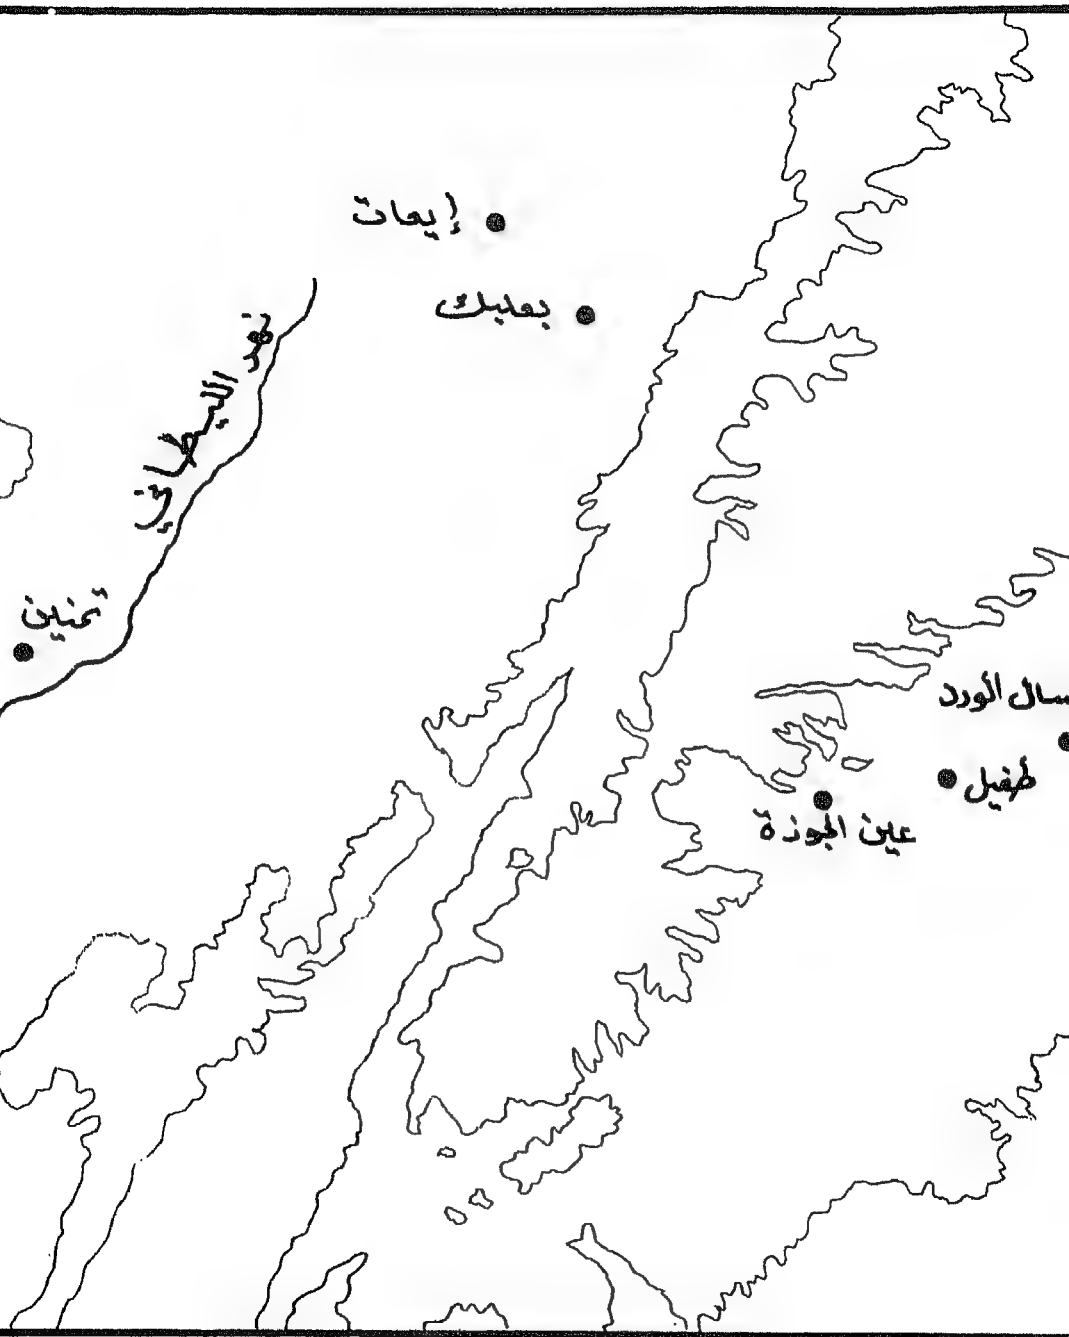 إيعات
بعلبك
نهر الليطاني
تمنين
سال الورد
طفيل
عين الجوزة